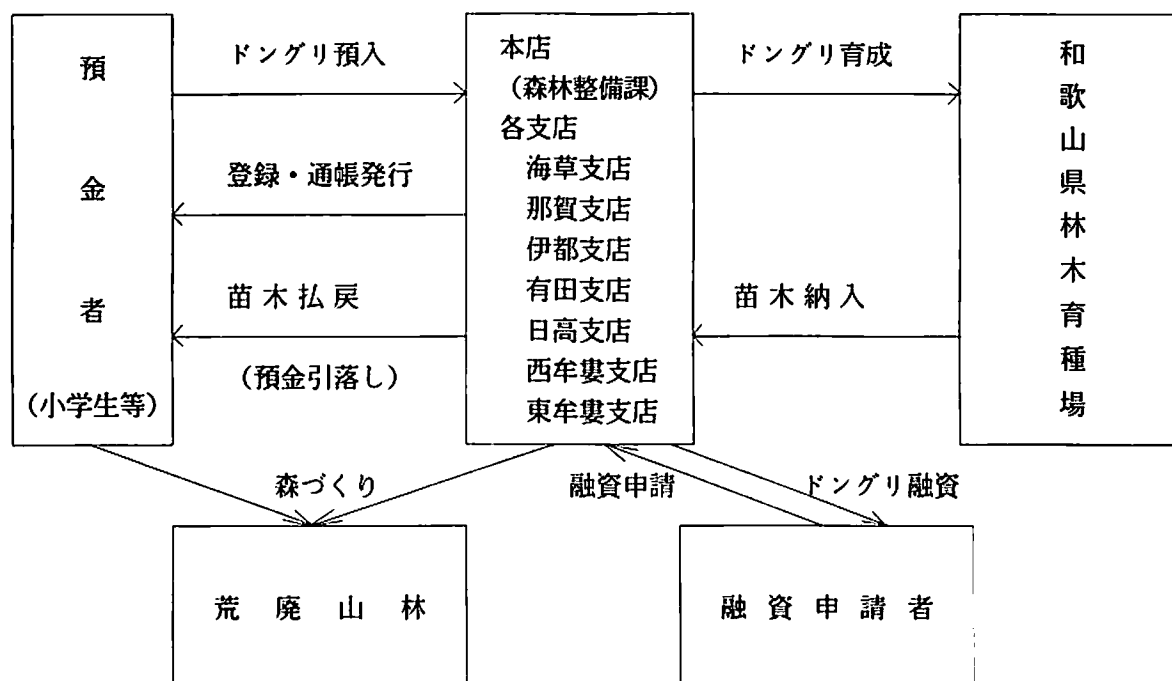 預金者
(小学生等)
ドングリ預入
登録・通帳発行
苗木払戻
(預金引落し)
本店
(森林整備課)
各支店
海草支店
那賀支店
伊都支店
有田支店
日高支店
西牟婁支店
東牟婁支店
ドングリ育成
苗木納入
和歌山県林木育種場
森づくり
融資申請
ドングリ融資
荒廃山林
融資申請者